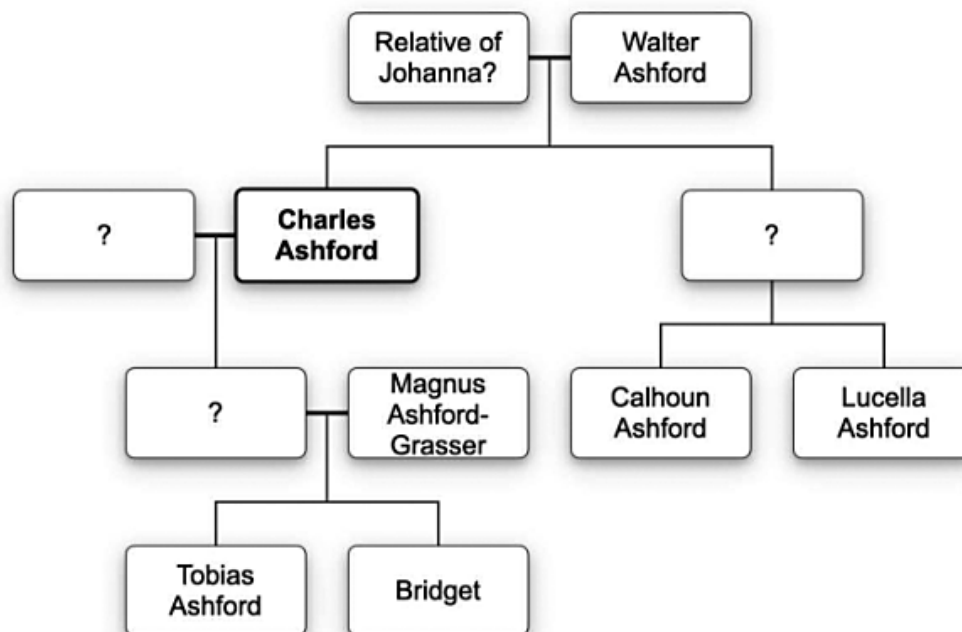 Relative of
Johanna?
Walter
Ashford
?
Charles
Ashford
?
?
Magnus
Ashford-
Grasser
Calhoun
Ashford
Lucella
Ashford
Tobias
Ashford
Bridget